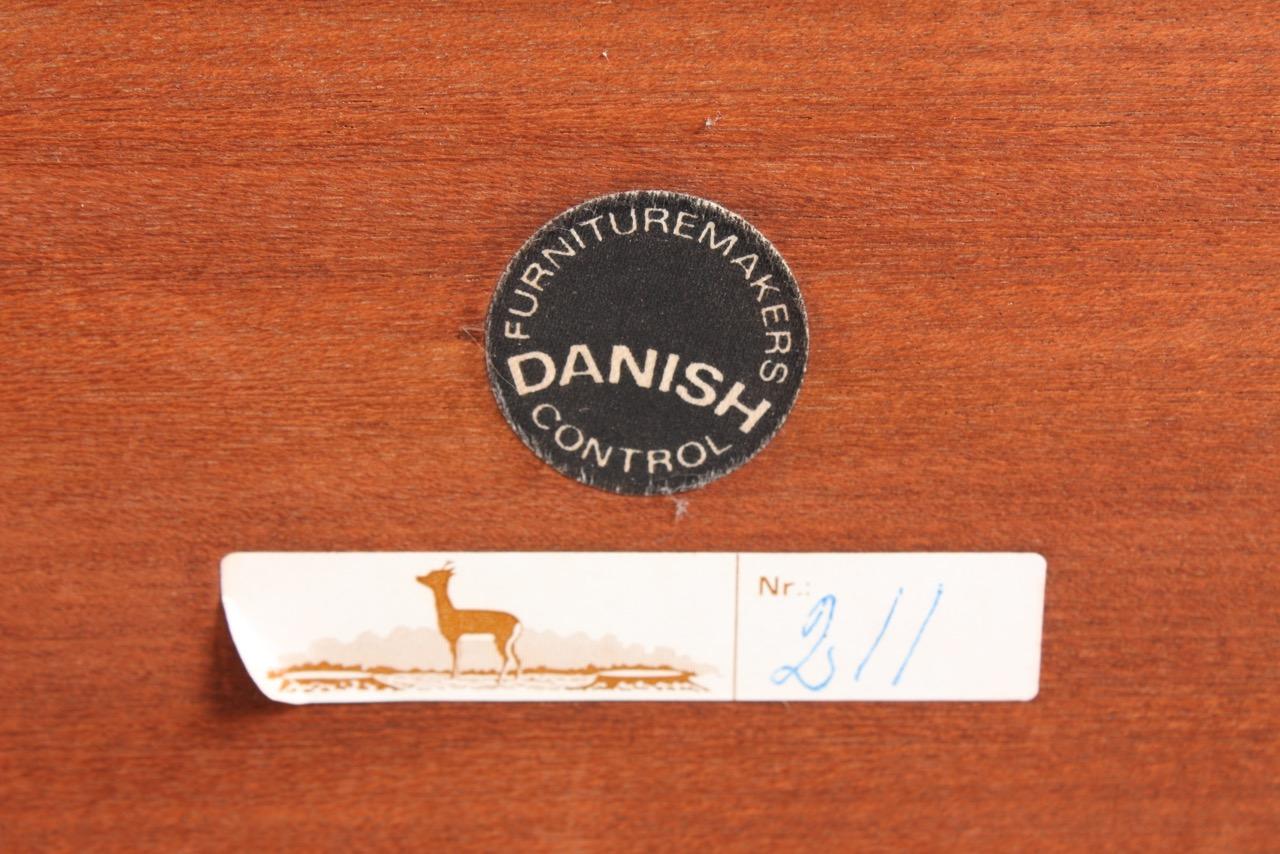 FURNITUREMAKERS
DANISH
CONTROL
Nr.:
211